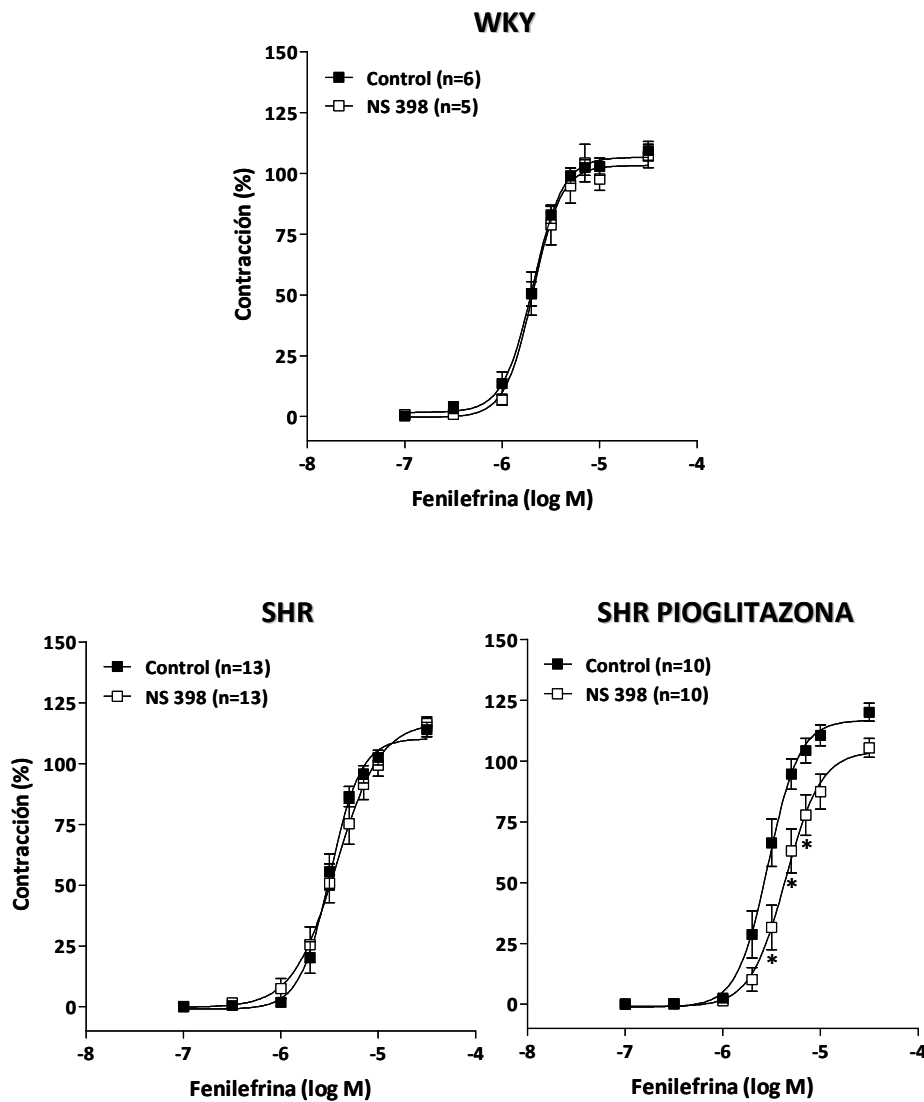 WKY
150
125
100
75
50
25
0
Contracción (%)
Control (n=6)
NS 398 (n=5)
-8 -7 -6 -5 -4
Fenilefrina (log M)
SHR
150
125
100
75
50
25
0
Contracción (%)
Control (n=13)
NS 398 (n=13)
-8 -7 -6 -5 -4
Fenilefrina (log M)
SHR PIOGLITAZONA
150
125
100
75
50
25
0
Control (n=10)
NS 398 (n=10)
*
*
*
-8 -7 -6 -5 -4
Fenilefrina (log M)